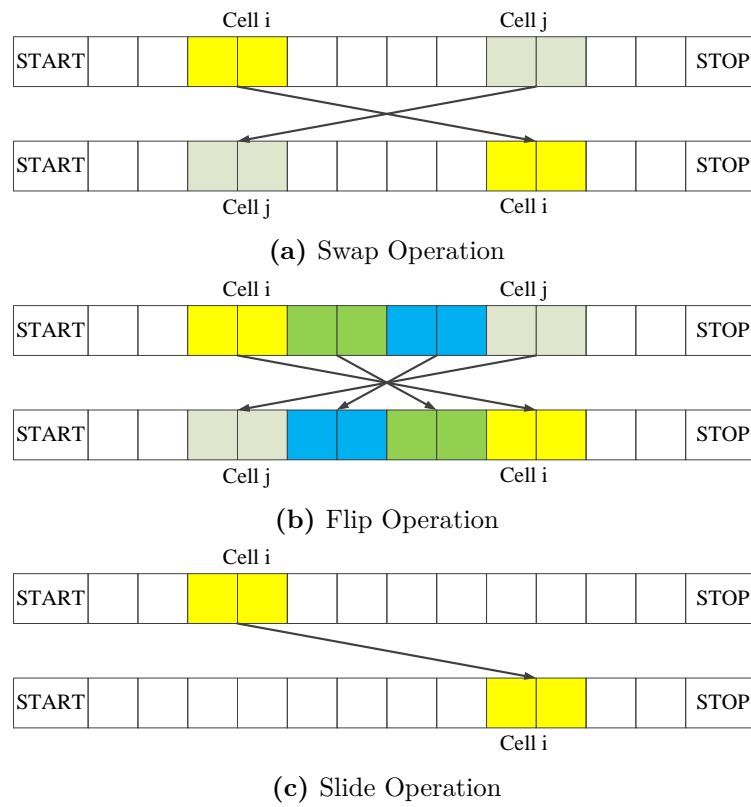 Cell i Cell j
START STOP
START STOP
Cell j Cell i
(a) Swap Operation
Cell i Cell j
START STOP
START STOP
Cell j Cell i
(b) Flip Operation
Cell i
START STOP
START STOP
Cell i
(c) Slide Operation